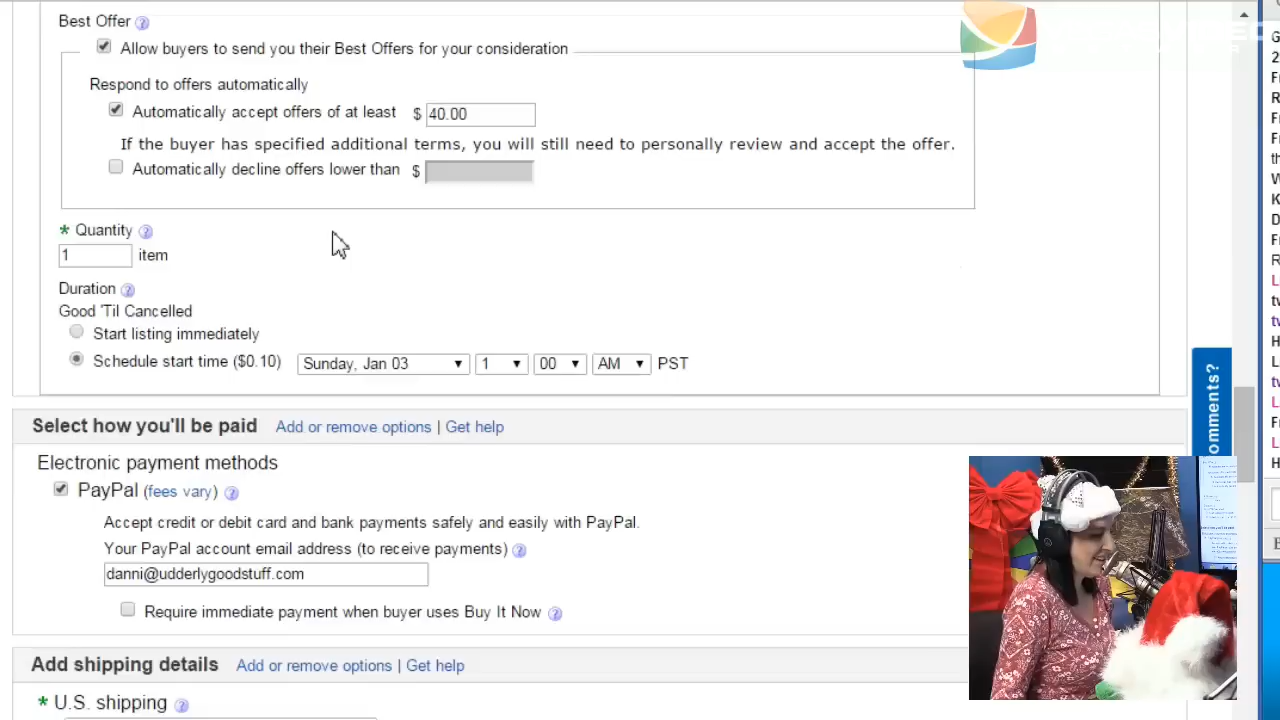 Best Offer
Allow buyers to send you their Best Offers for your consideration
Respond to offers automatically
Automatically accept offers of at least $ 40.00
If the buyer has specified additional terms, you will still need to personally review and accept the offer.
Automatically decline offers lower than $
* Quantity
1 item
Duration
Good 'Til Cancelled
Start listing immediately
Schedule start time ($0.10) Sunday, Jan 03 1 00 AM PST
Select how you'll be paid Add or remove options | Get help
Electronic payment methods
PayPal (fees vary)
Accept credit or debit card and bank payments safely and easily with PayPal.
Your PayPal account email address (to receive payments)
danni@udderlygoodstuff.com
Require immediate payment when buyer uses Buy It Now
Add shipping details Add or remove options | Get help
* U.S. shipping
omments?